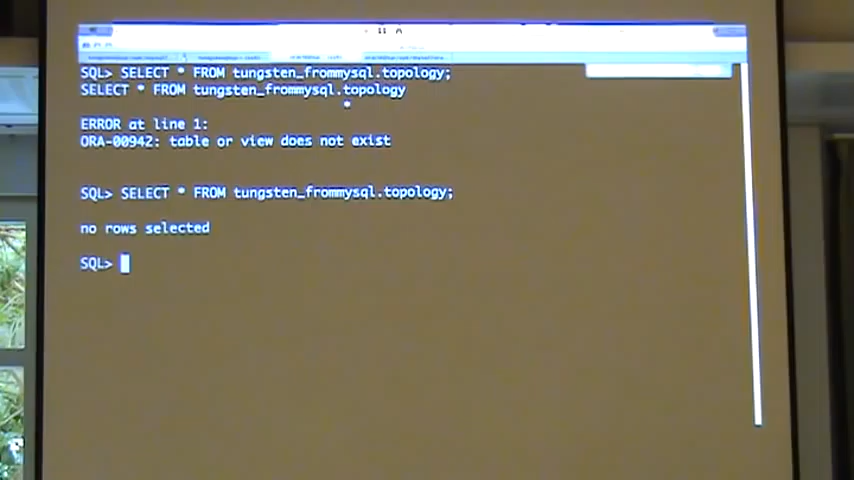 SQL> SELECT * FROM tungsten_frommysql.topology;
SELECT * FROM tungsten_frommysql.topology
*
ERROR at line 1:
ORA-00942: table or view does not exist
SQL> SELECT * FROM tungsten_frommysql.topology;
no rows selected
SQL>